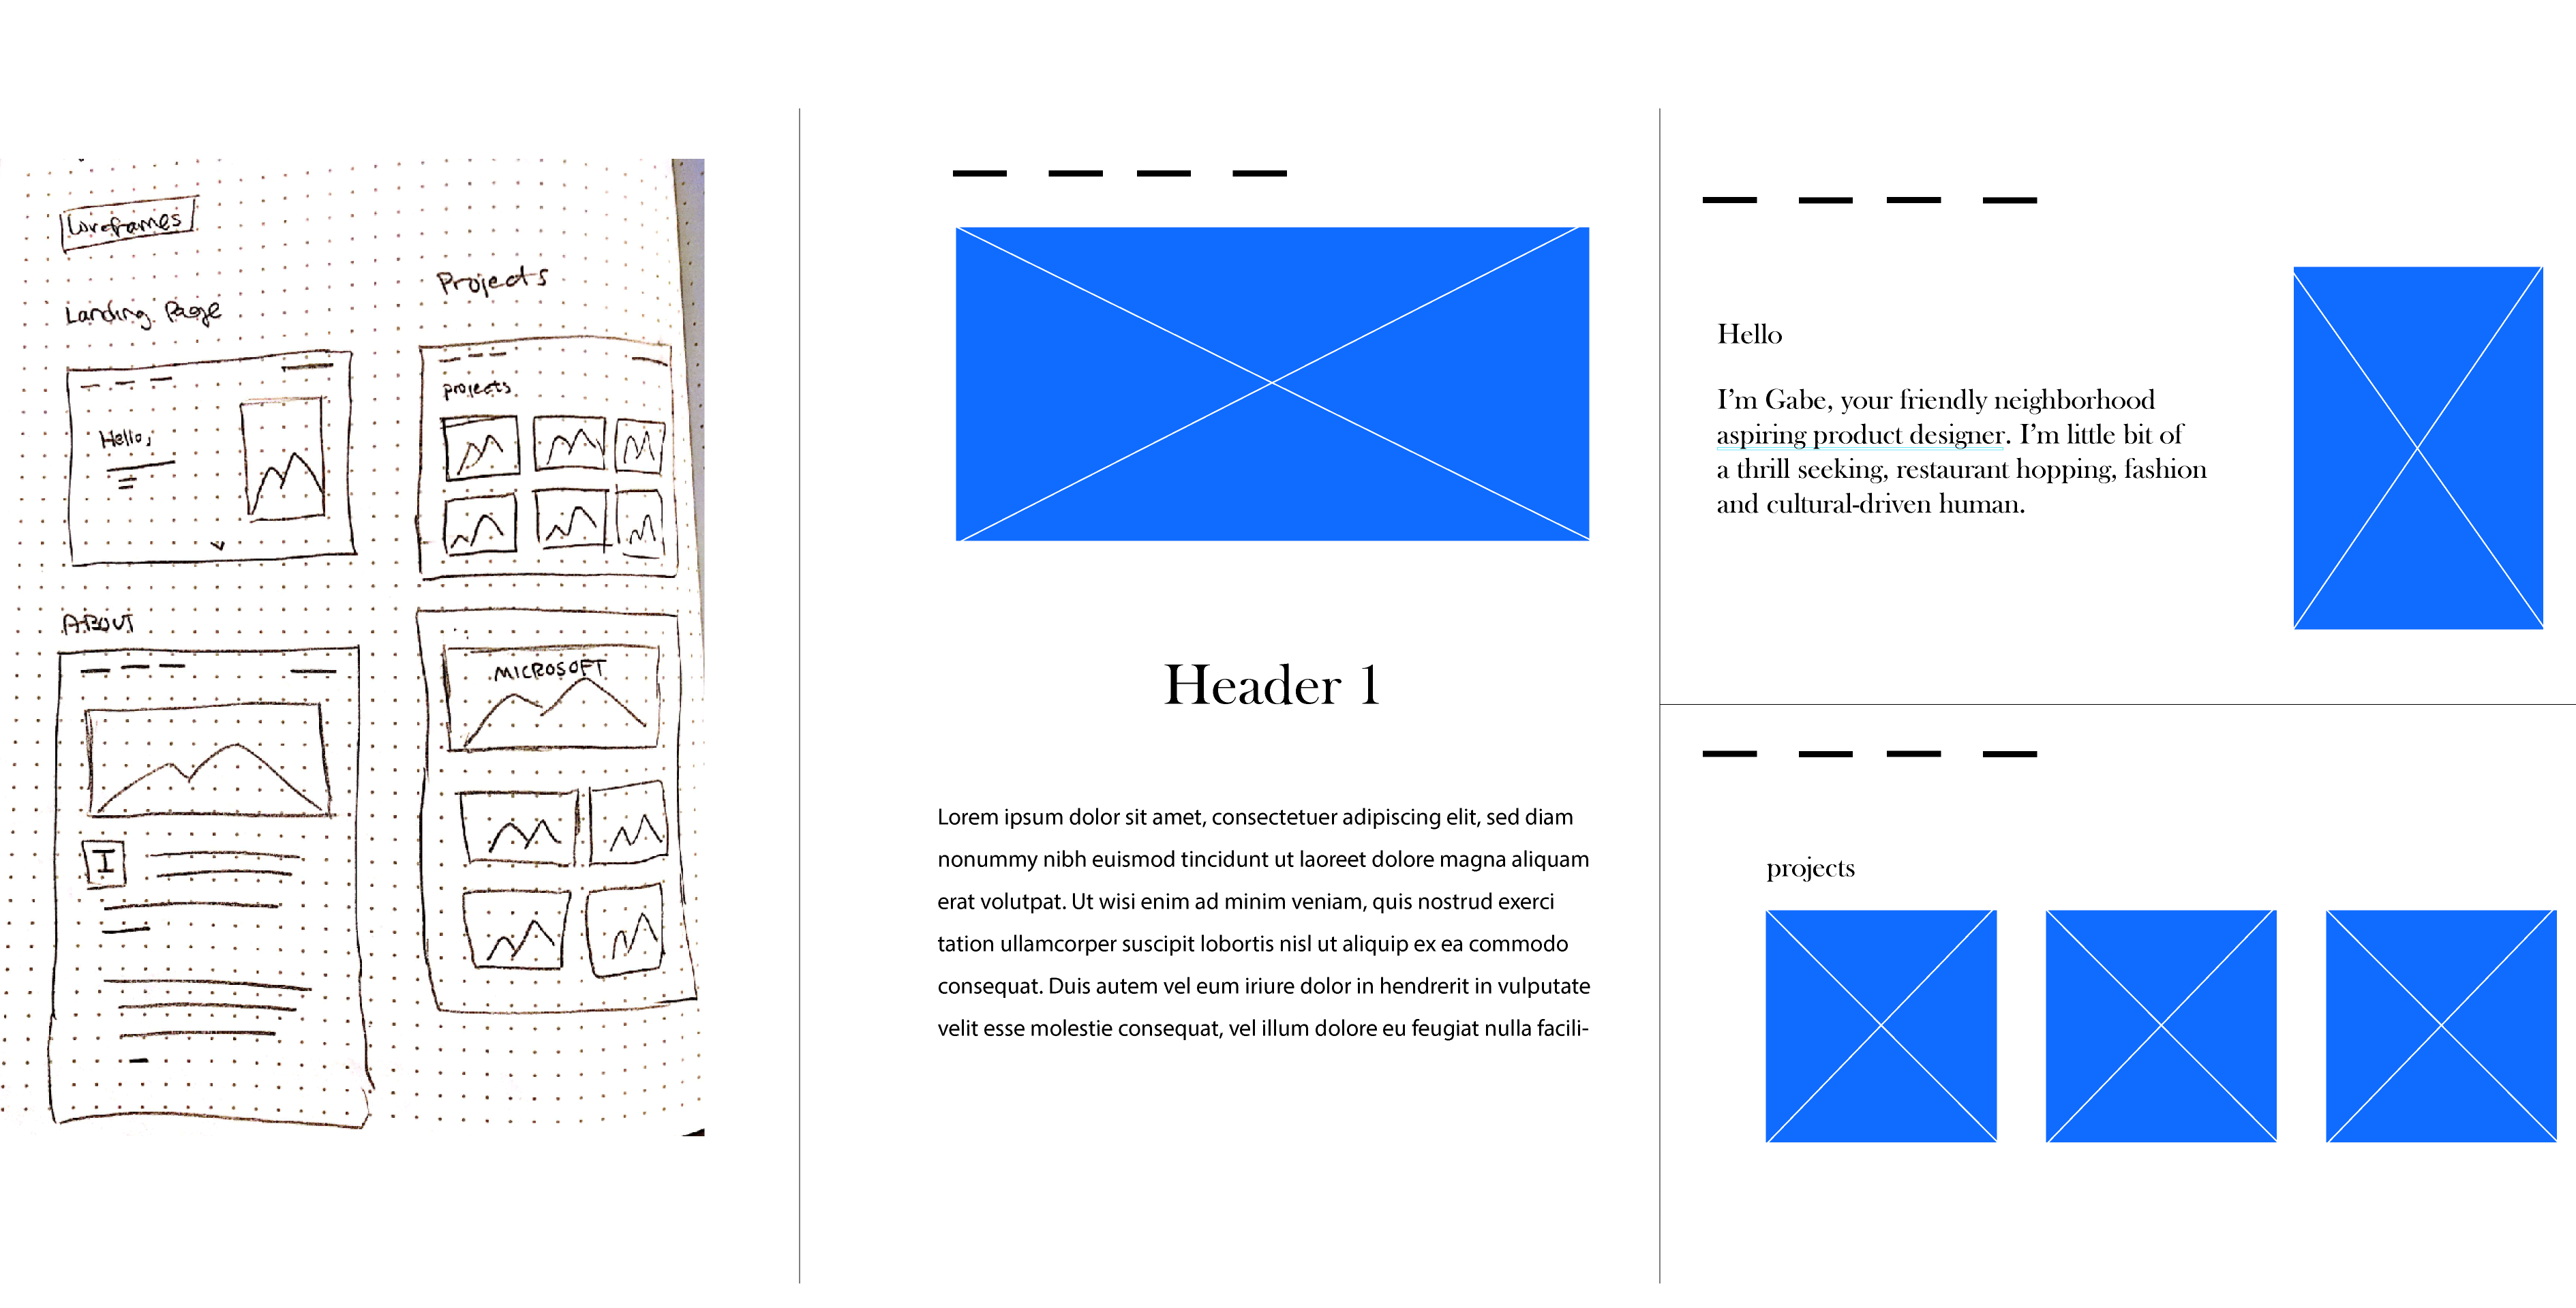 Wireframes
Landing Page
Hello,
ABOUT
I
Projects
projects
MICROSOFT
Header 1
Lorem ipsum dolor sit amet, consectetuer adipiscing elit, sed diam
nonummy nibh euismod tincidunt ut laoreet dolore magna aliquam
erat volutpat. Ut wisi enim ad minim veniam, quis nostrud exerci
tation ullamcorper suscipit lobortis nisl ut aliquip ex ea commodo
consequat. Duis autem vel eum iriure dolor in hendrerit in vulputate
velit esse molestie consequat, vel illum dolore eu feugiat nulla facili-
Hello
I’m Gabe, your friendly neighborhood
aspiring product designer. I’m little bit of
a thrill seeking, restaurant hopping, fashion
and cultural-driven human.
projects